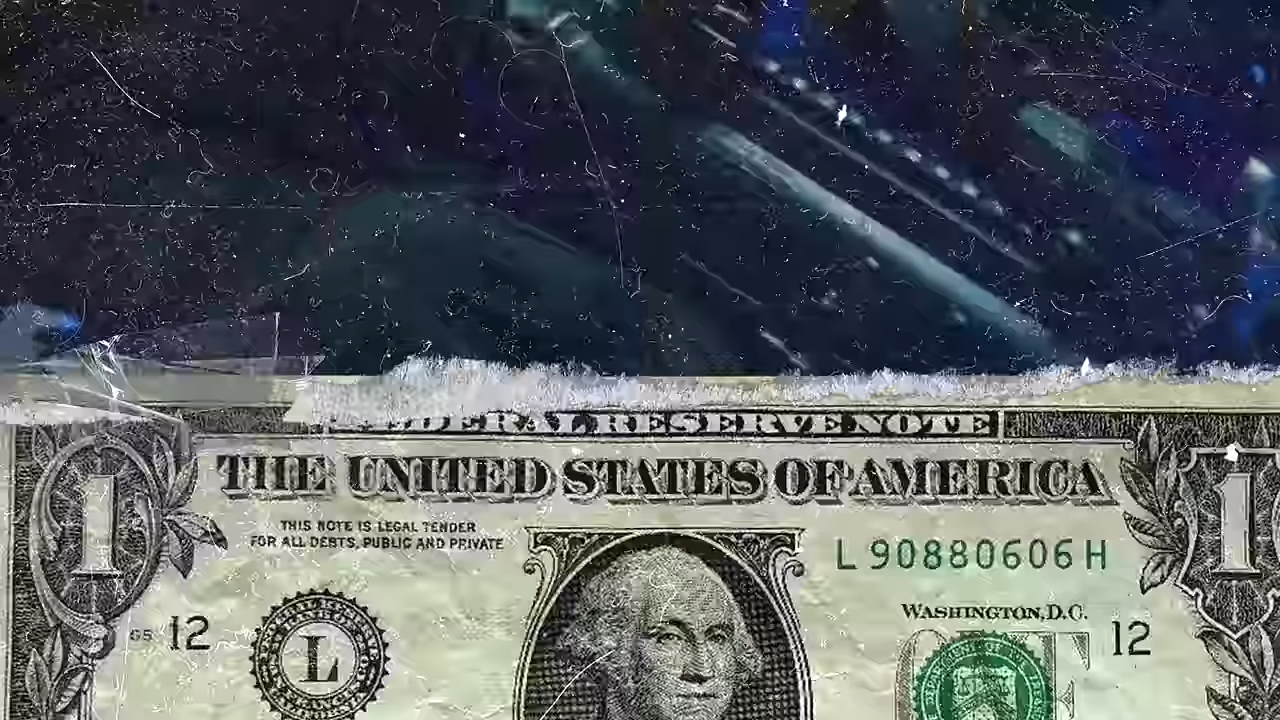 FEDERAL RESERVE NOTE
THE UNITED STATES OF AMERICA
1
1
THIS NOTE IS LEGAL TENDER
FOR ALL DEBTS, PUBLIC AND PRIVATE
L 90880606 H
WASHINGTON, D.C.
12
L
12